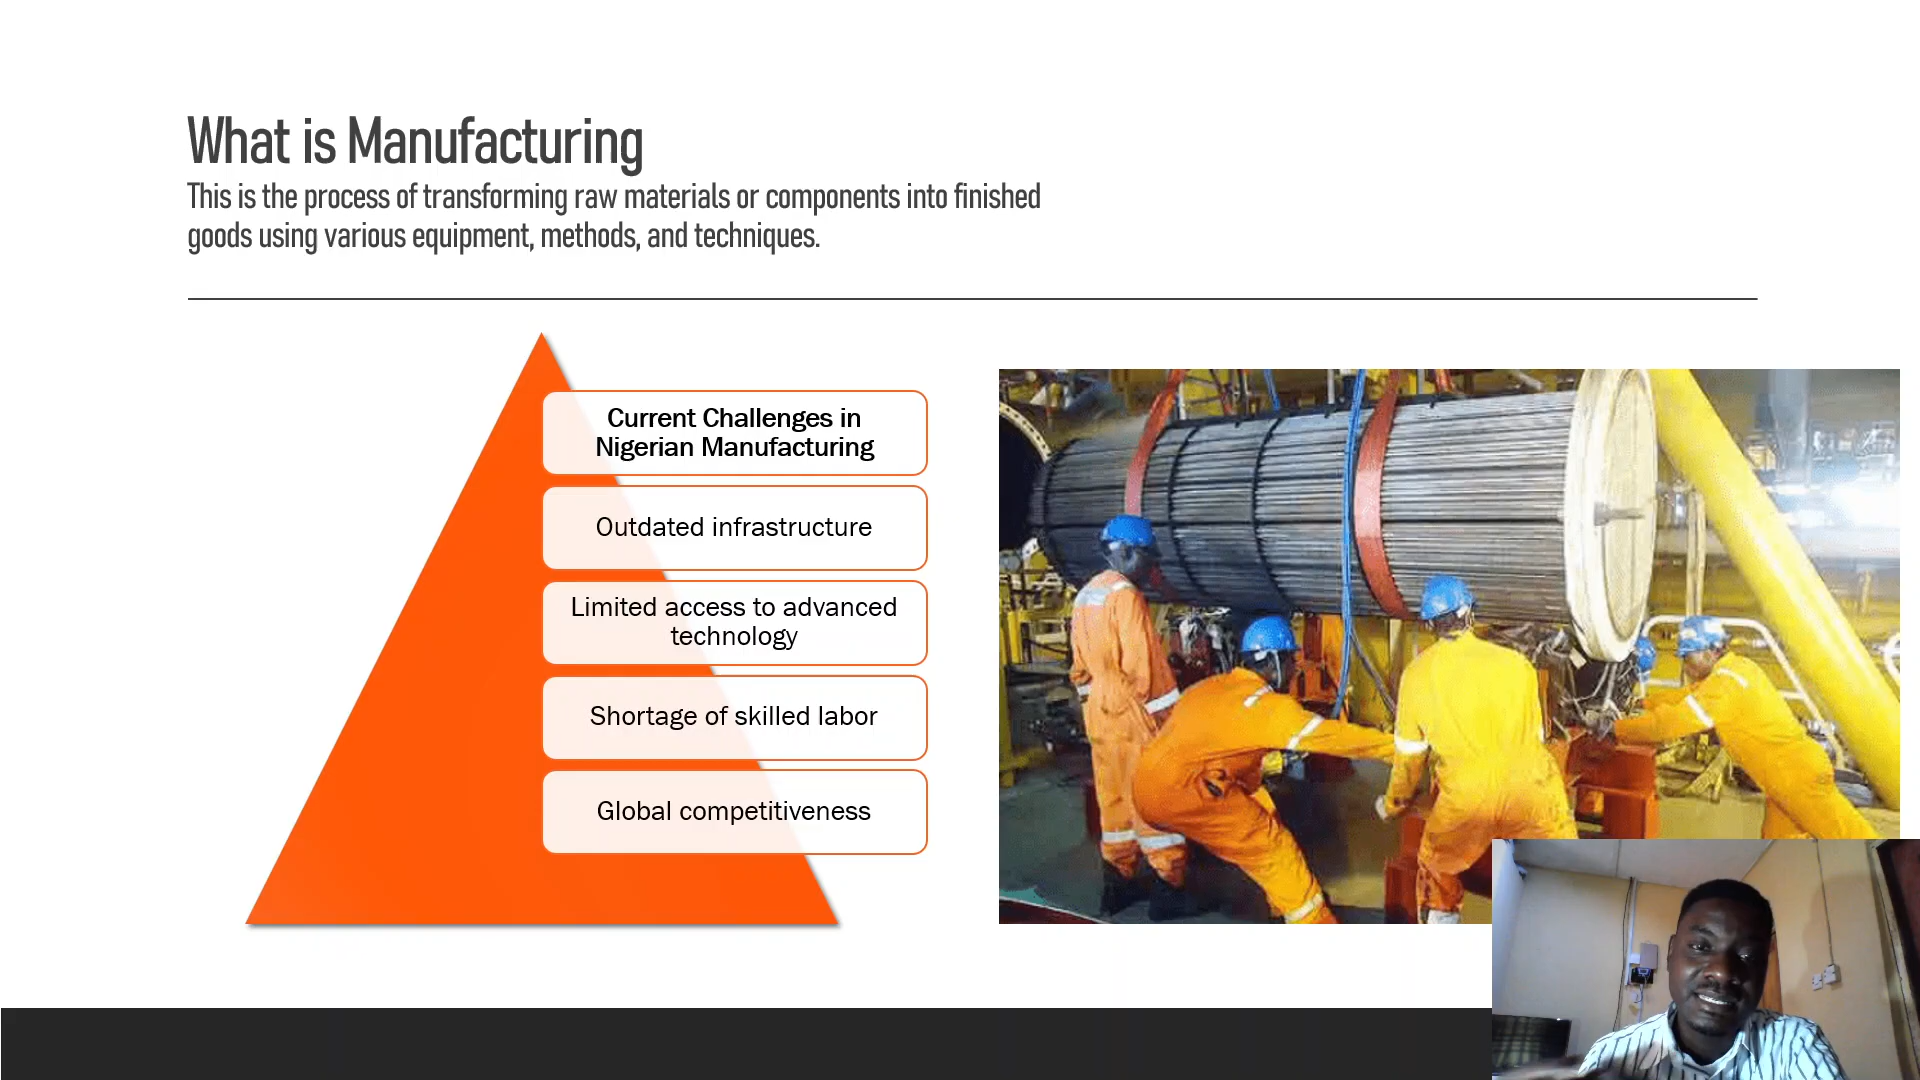 What is Manufacturing
This is the process of transforming raw materials or components into finished
goods using various equipment, methods, and techniques.
Current Challenges in
Nigerian Manufacturing
Outdated infrastructure
Limited access to advanced
technology
Shortage of skilled labor
Global competitiveness